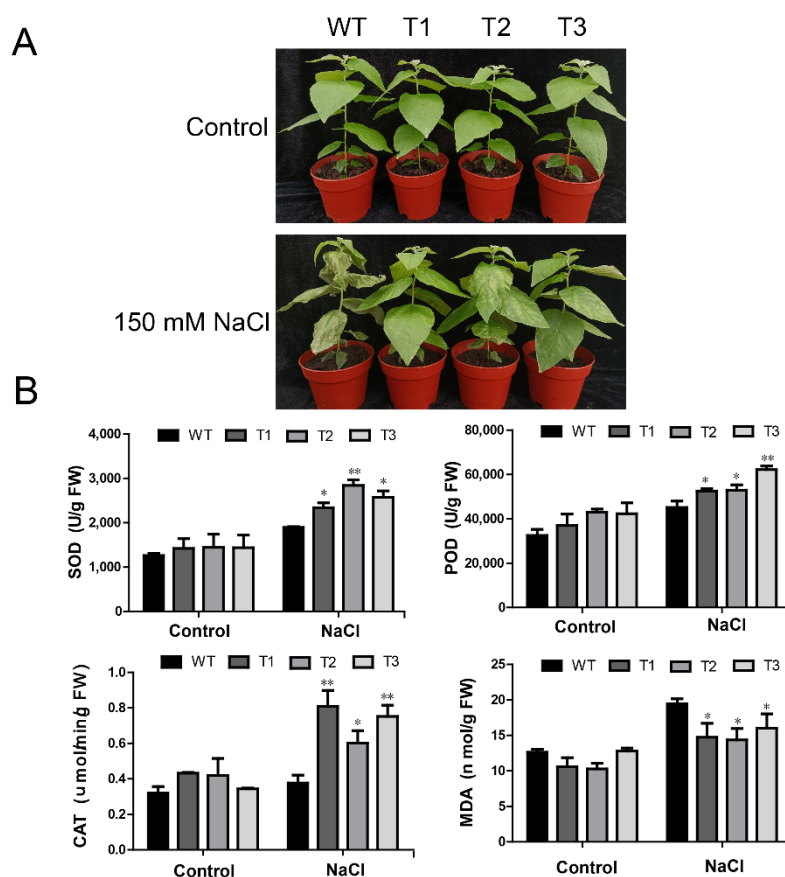 A
WT T1 T2 T3
Control
150 mM NaCl
B
WT T1 T2 T3
SOD (U/g FW)
4,000
3,000
2,000
1,000
0
* ** *
Control NaCl
WT T1 T2 T3
POD (U/g FW)
80,000
60,000
40,000
20,000
0
* * **
Control NaCl
WT T1 T2 T3
CAT (umol/min/g FW)
1.0
0.8
0.6
0.4
0.2
0.0
** * **
Control NaCl
WT T1 T2 T3
MDA (n mol/g FW)
25
20
15
10
5
0
* * *
Control NaCl